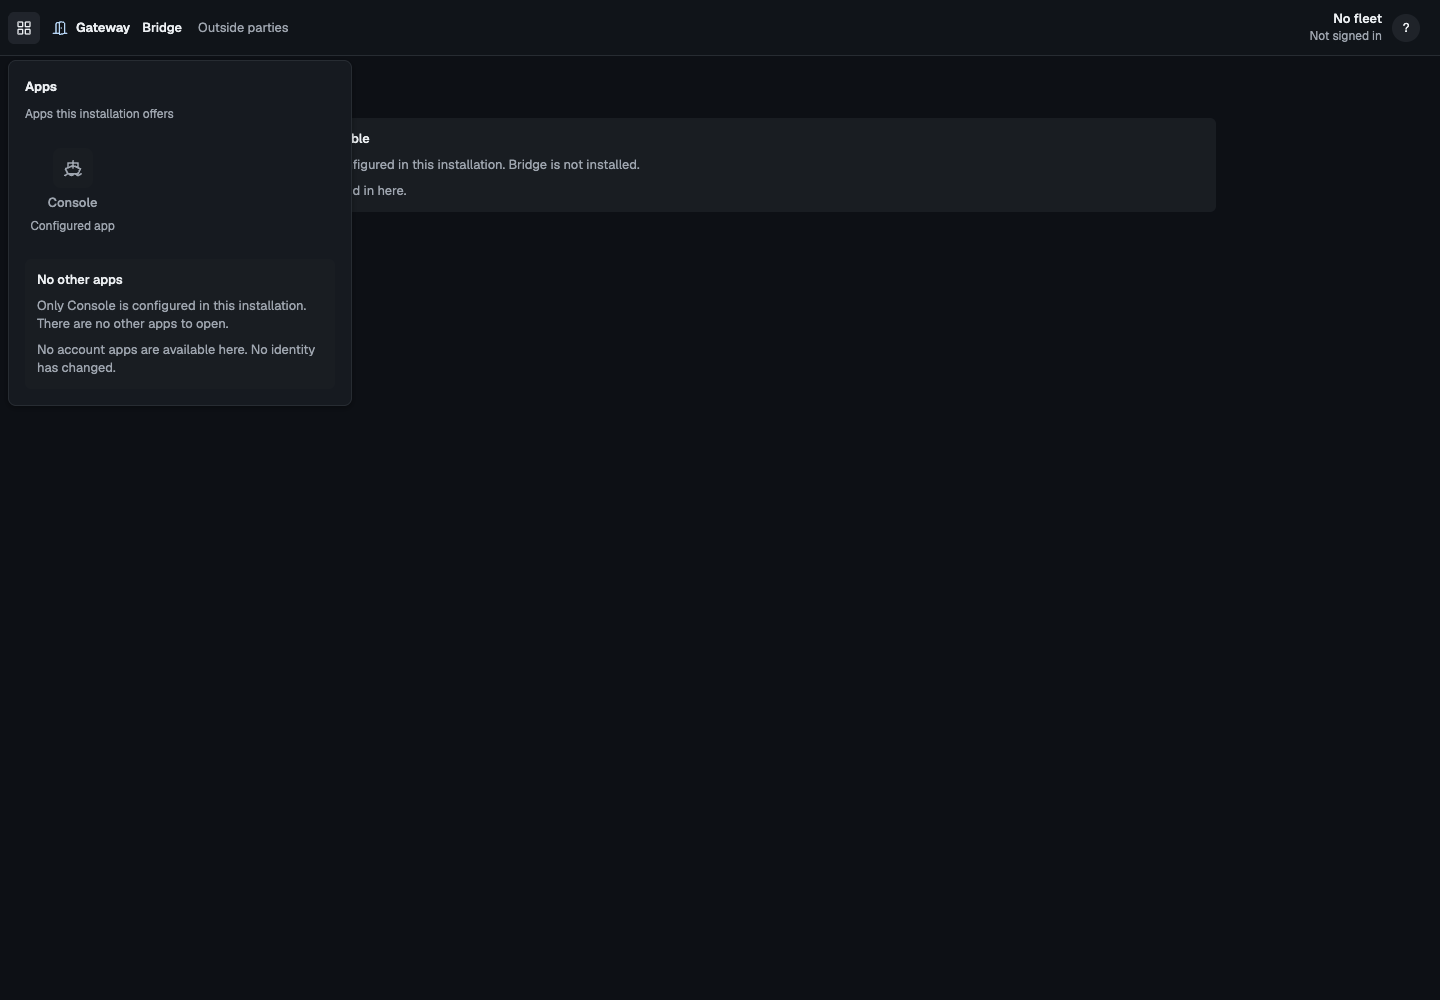 Gateway Bridge Outside parties
No fleet
Not signed in
?
Apps
Apps this installation offers
Console
Configured app
No other apps
Only Console is configured in this installation.
There are no other apps to open.
No account apps are available here. No identity
has changed.
ble
figured in this installation. Bridge is not installed.
d in here.